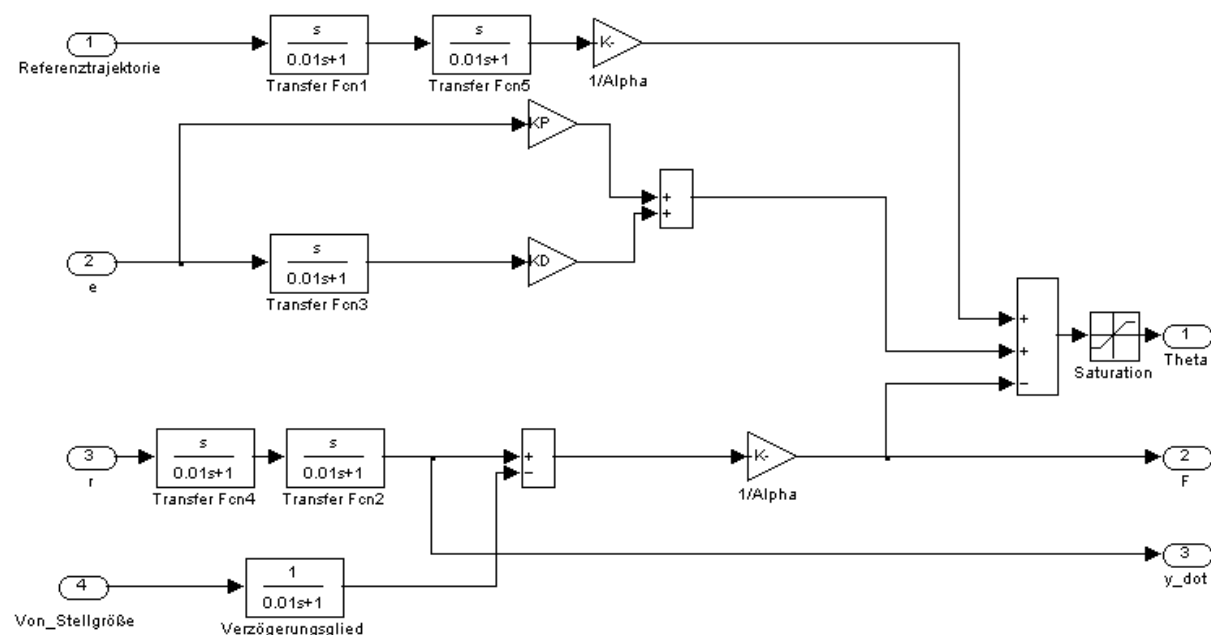 1
Referenztrajektorie
s
0.01s+1
Transfer Fcn1
s
0.01s+1
Transfer Fcn5
K-
1/Alpha
KP
+
+
2
e
s
0.01s+1
Transfer Fcn3
KD
+
+
−
Saturation
1
Theta
3
r
s
0.01s+1
Transfer Fcn4
s
0.01s+1
Transfer Fcn2
+
−
K-
1/Alpha
2
F
3
y_dot
4
Von_Stellgröße
1
0.01s+1
Verzögerungsglied